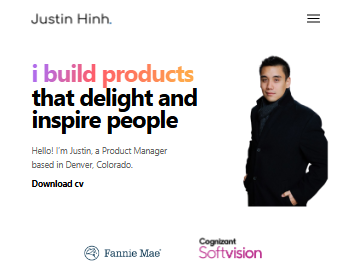 Justin Hinh.
i build products
that delight and
inspire people
Hello! I'm Justin, a Product Manager
based in Denver, Colorado.
Download cv
Fannie Mae®
Cognizant
Softvision